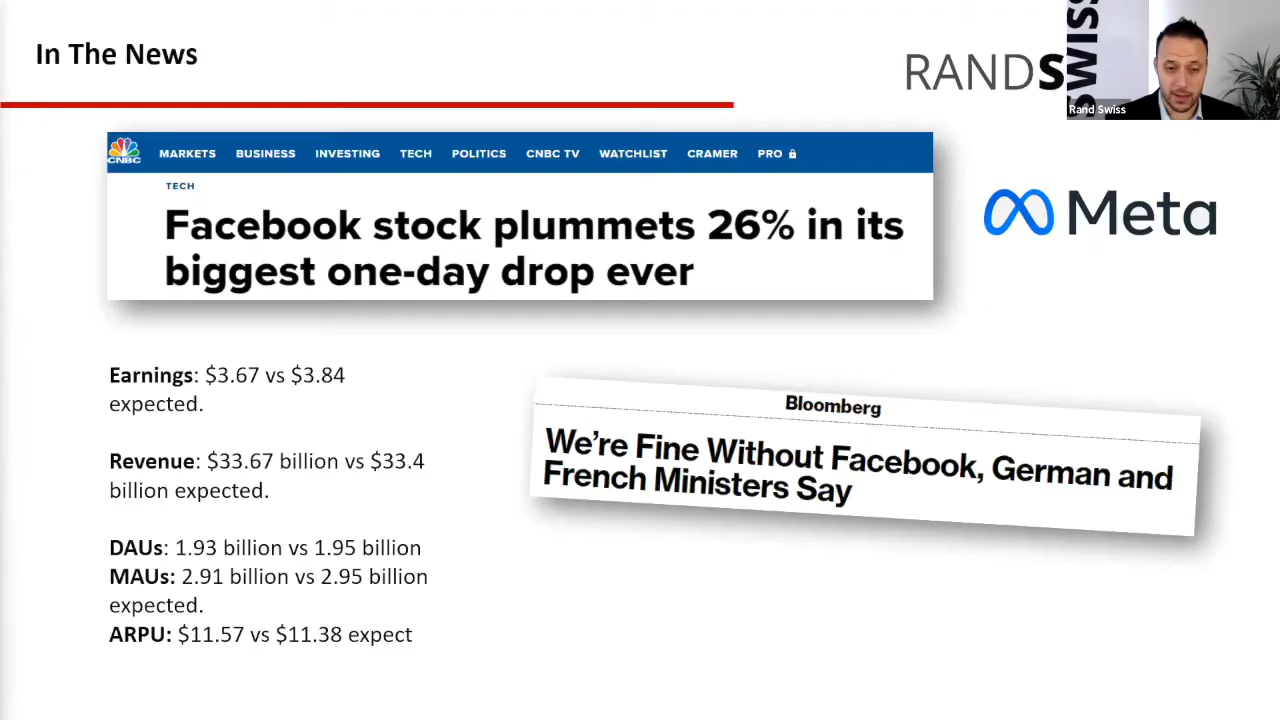 In The News
RANDS
SWISS
Rand Swiss
CNBC
MARKETS BUSINESS INVESTING TECH POLITICS CNBC TV WATCHLIST CRAMER PRO
TECH
Facebook stock plummets 26% in its
biggest one-day drop ever
Meta
Earnings: $3.67 vs $3.84
expected.
Revenue: $33.67 billion vs $33.4
billion expected.
DAUs: 1.93 billion vs 1.95 billion
MAUs: 2.91 billion vs 2.95 billion
expected.
ARPU: $11.57 vs $11.38 expect
Bloomberg
We're Fine Without Facebook, German and
French Ministers Say